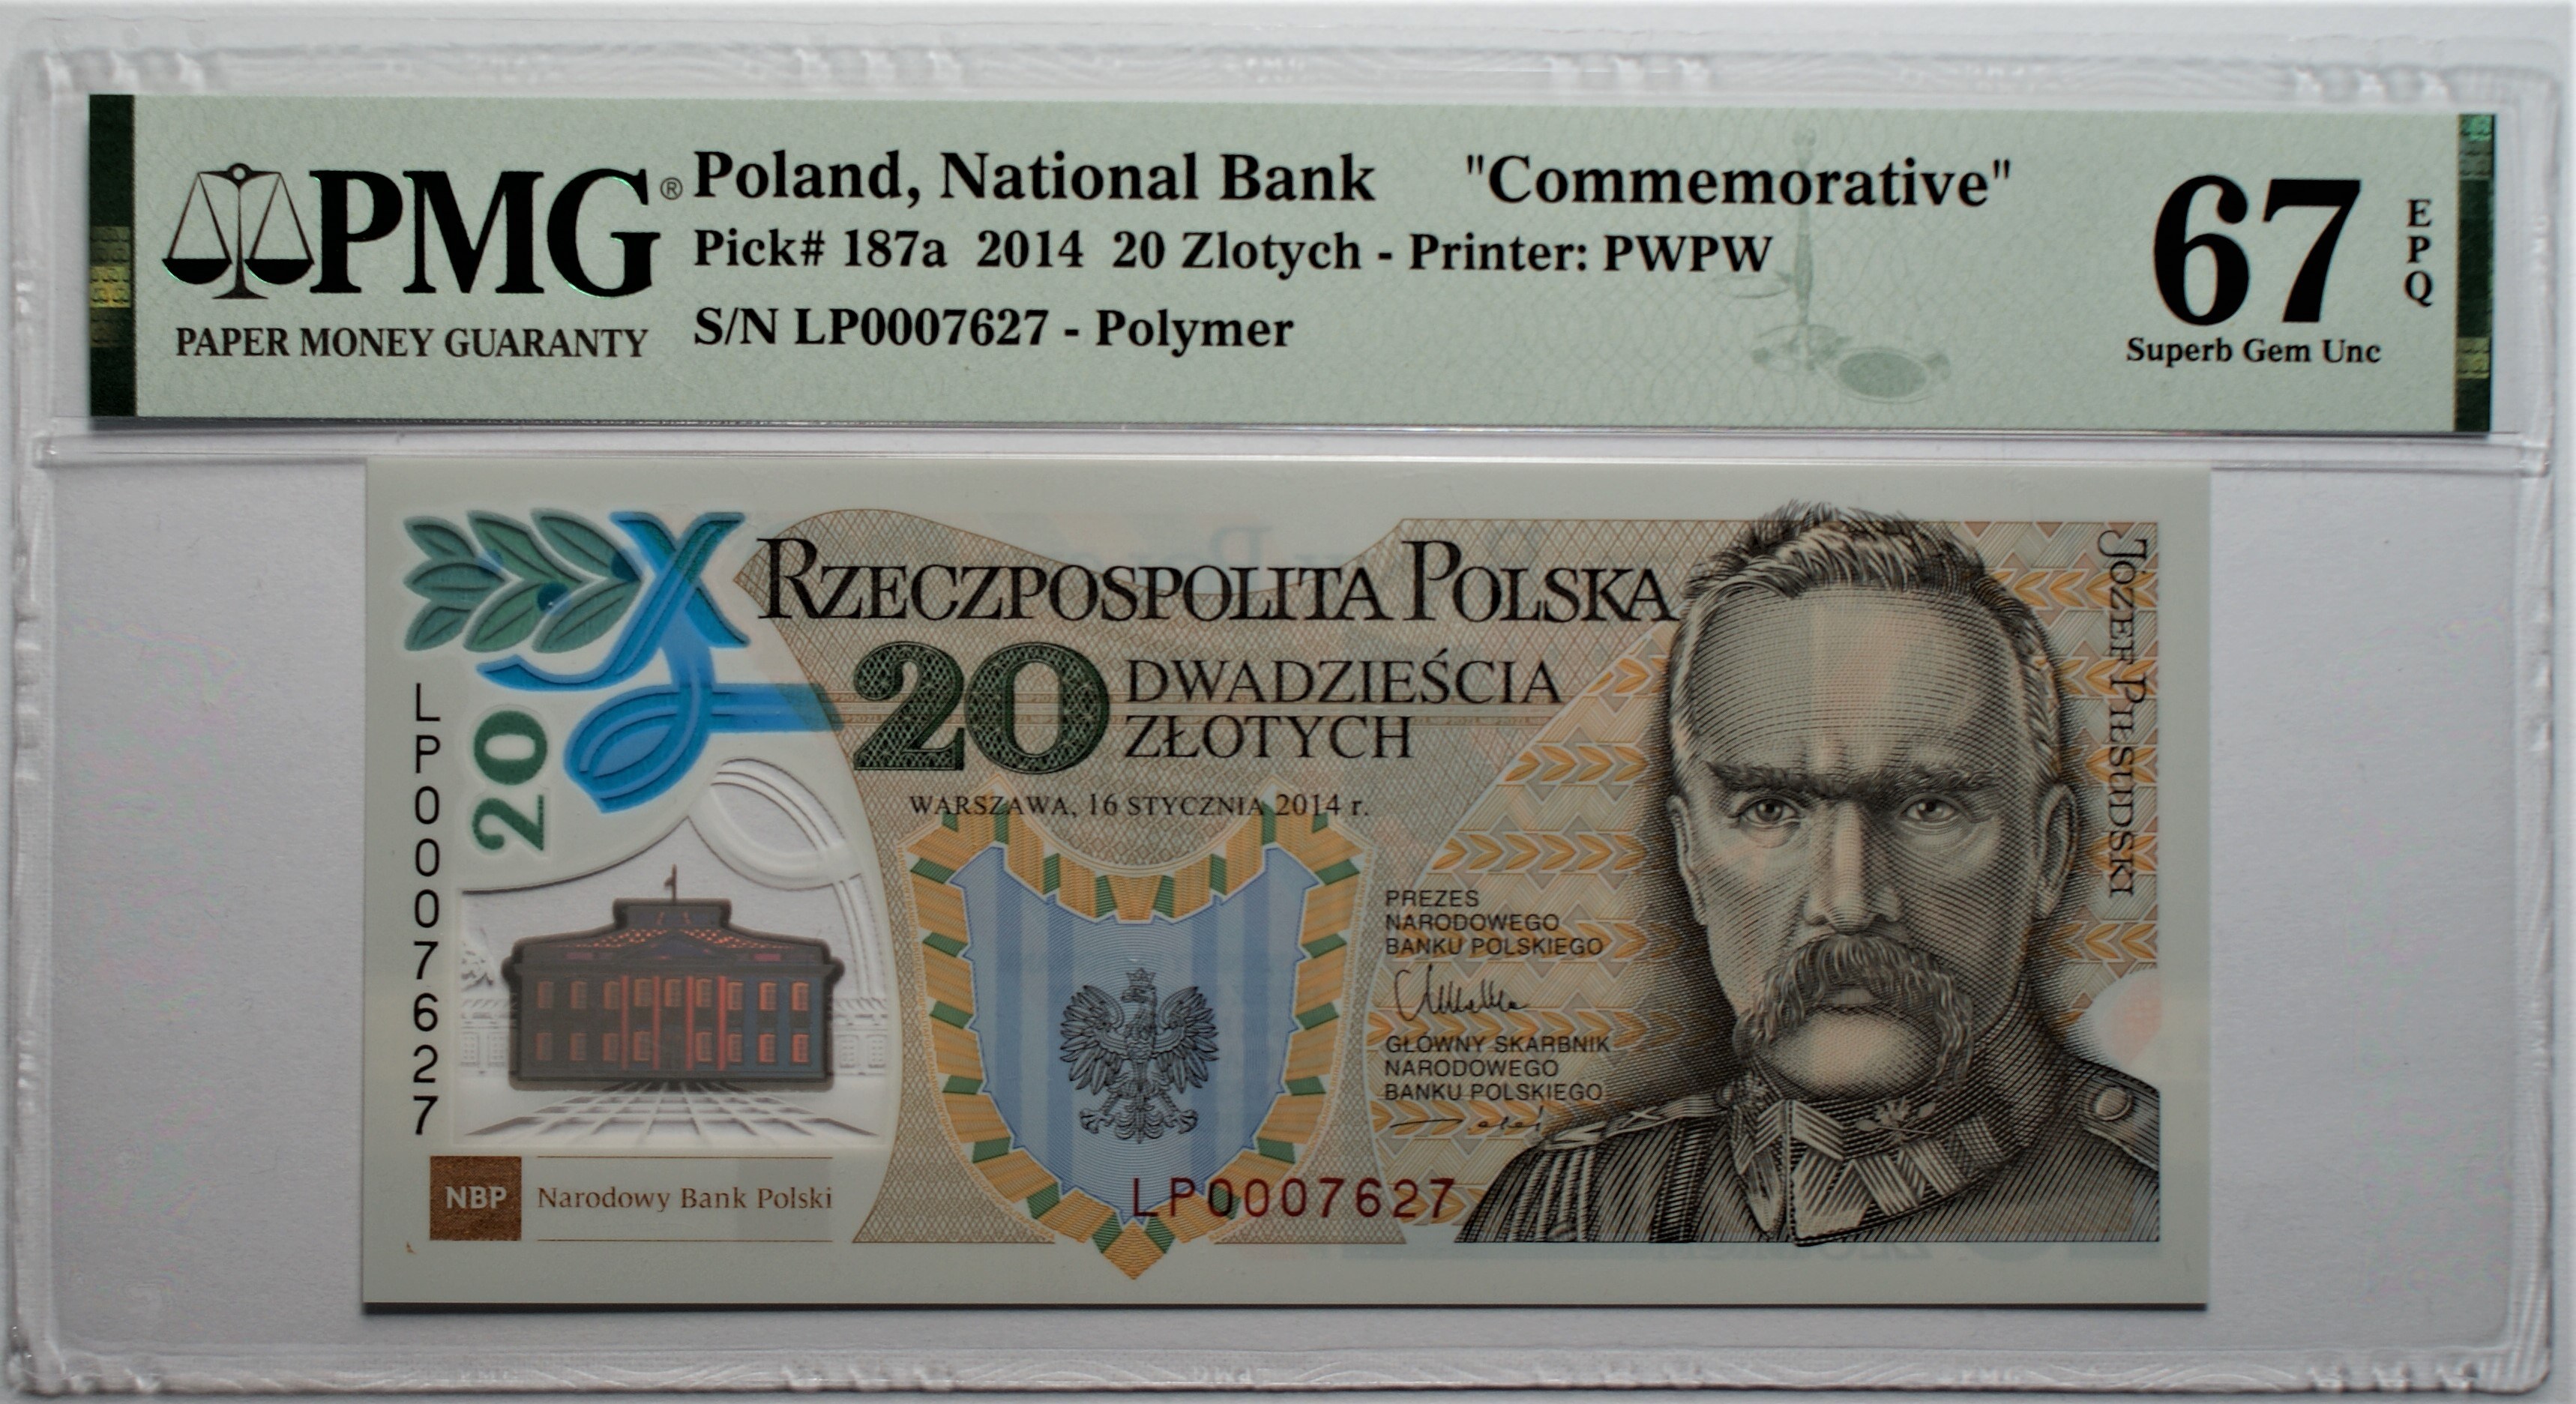 PMG® Poland, National Bank "Commemorative"
Pick# 187a 2014 20 Zlotych - Printer: PWPW
S/N LP0007627 - Polymer
PAPER MONEY GUARANTY
67
EPQ
Superb Gem Unc
RZECZPOSPOLITA POLSKA
20 DWADZIEŚCIA
ZŁOTYCH
WARSZAWA, 16 STYCZNIA 2014 r.
LP0007627
20
JÓZEF PIŁSUDSKI
PREZES
NARODOWEGO
BANKU POLSKIEGO
GŁÓWNY SKARBNIK
NARODOWEGO
BANKU POLSKIEGO
LP0007627
NBP Narodowy Bank Polski